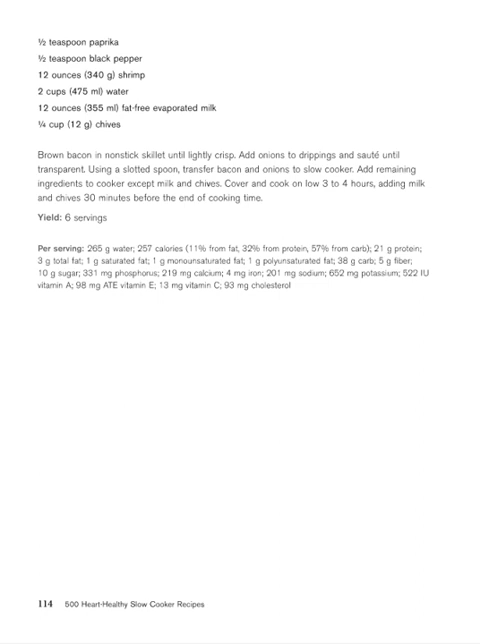 ½ teaspoon paprika
½ teaspoon black pepper
12 ounces (340 g) shrimp
2 cups (475 ml) water
12 ounces (355 ml) fat-free evaporated milk
¼ cup (12 g) chives
Brown bacon in nonstick skillet until lightly crisp. Add onions to drippings and sauté until
transparent. Using a slotted spoon, transfer bacon and onions to slow cooker. Add remaining
ingredients to cooker except milk and chives. Cover and cook on low 3 to 4 hours, adding milk
and chives 30 minutes before the end of cooking time.
Yield: 6 servings
Per serving: 265 g water; 257 calories (11% from fat, 32% from protein, 57% from carb); 21 g protein;
3 g total fat; 1 g saturated fat; 1 g monounsaturated fat; 1 g polyunsaturated fat; 38 g carb; 5 g fiber;
10 g sugar; 331 mg phosphorus; 219 mg calcium; 4 mg iron; 201 mg sodium; 652 mg potassium; 522 IU
vitamin A; 98 mg ATE vitamin E; 13 mg vitamin C; 93 mg cholesterol
114 500 Heart-Healthy Slow Cooker Recipes